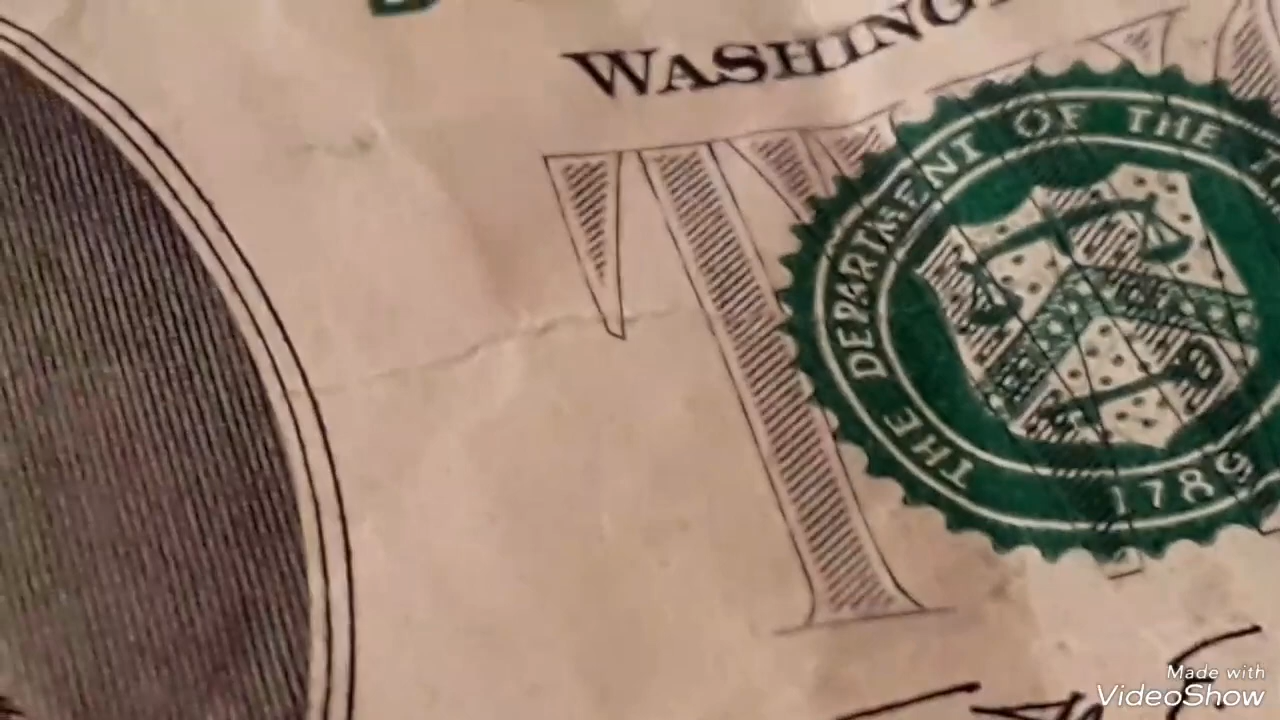 WASHING
THE DEPARTMENT OF THE
1789
Made with
VideoShow